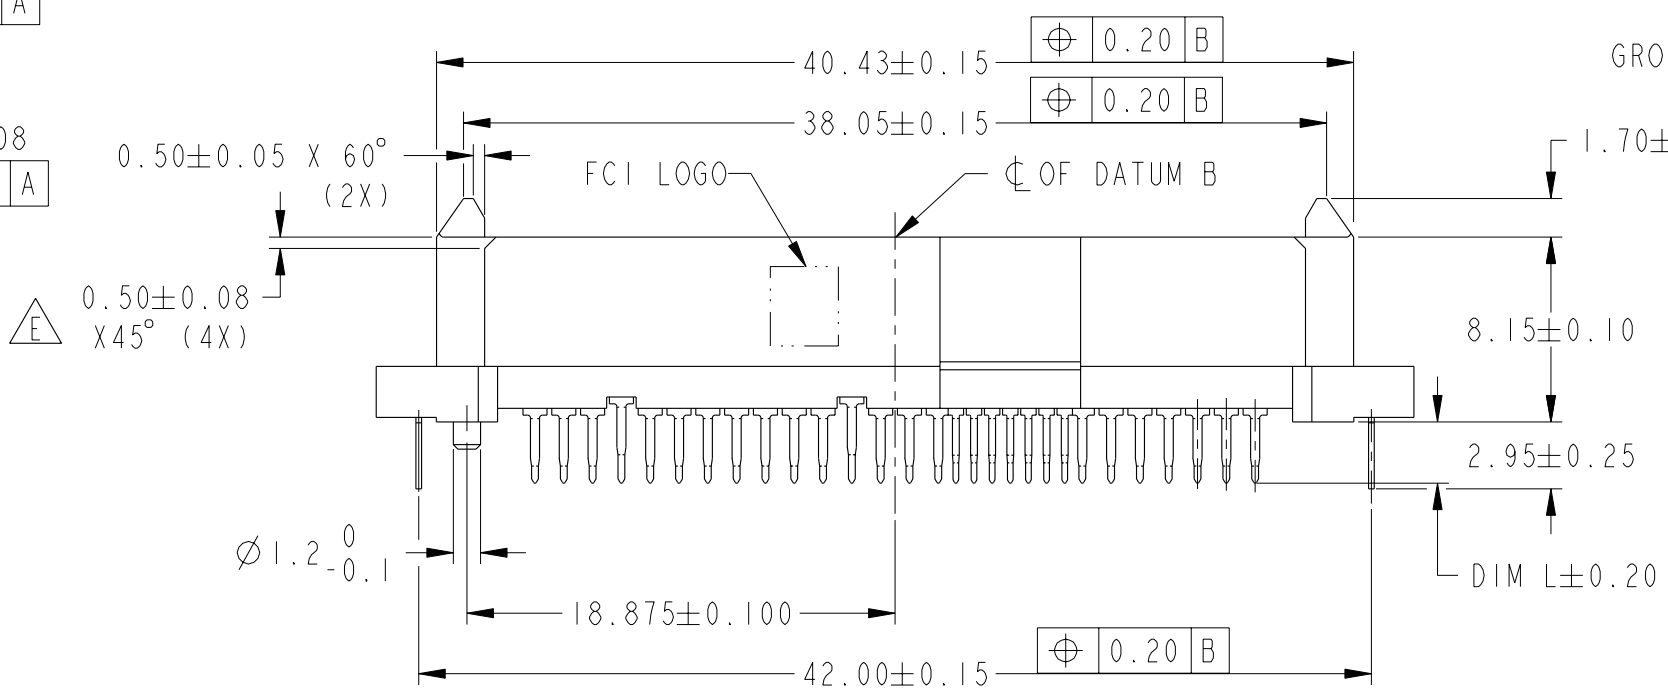 A
⌖ 0.20 B
40.43±0.15
GRO
⌖ 0.20 B
38.05±0.15
08
A
0.50±0.05 X 60°
(2X)
FCI LOGO
℄ OF DATUM B
1.70±
0.50±0.08
X45° (4X)
E
8.15±0.10
2.95±0.25
Ø1.2 0
-0.1
DIM L±0.20
18.875±0.100
⌖ 0.20 B
42.00±0.15